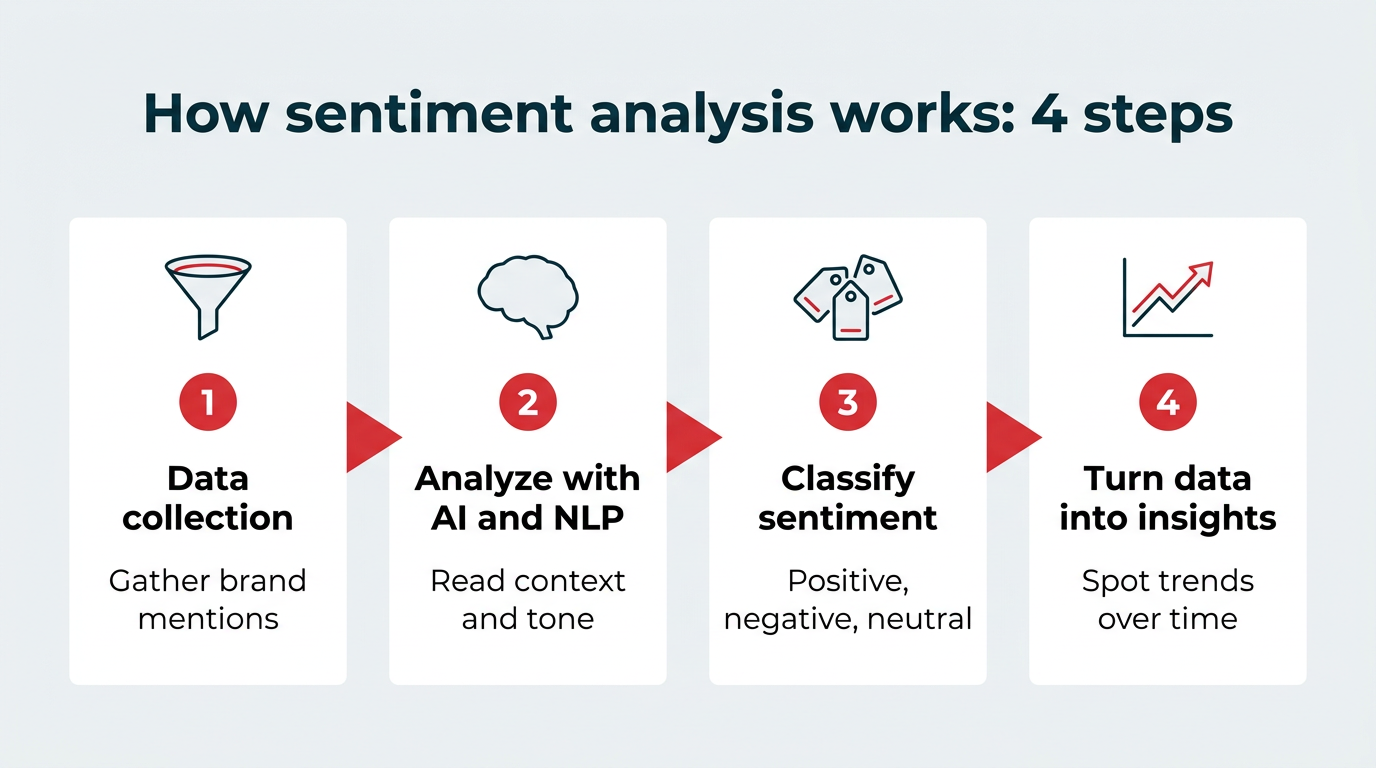 How sentiment analysis works: 4 steps
1
Data
collection
Gather brand
mentions
2
Analyze with
AI and NLP
Read context
and tone
3
Classify
sentiment
Positive,
negative, neutral
4
Turn data
into insights
Spot trends
over time